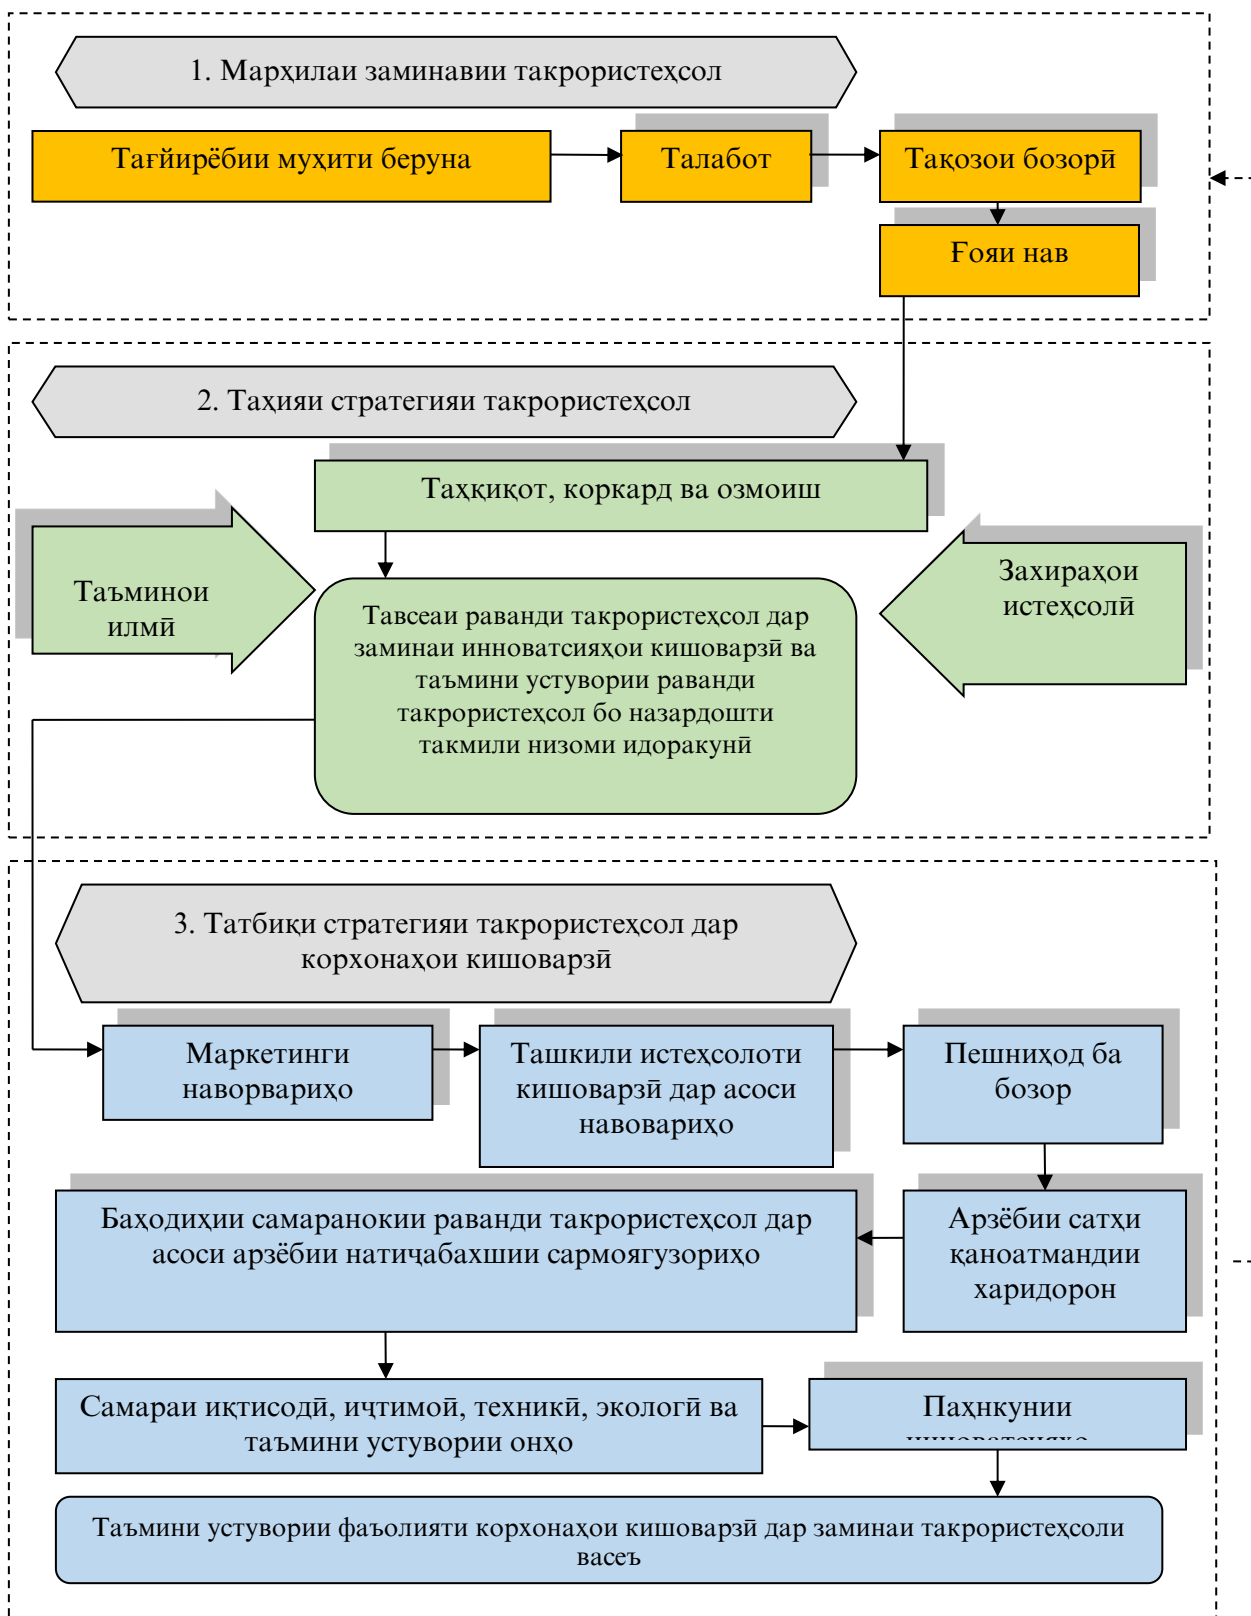 1. Марҳилаи заминавии такрористеҳсол
Тағйирёбии муҳити беруна
Талабот
Тақозои бозорӣ
Ғояи нав
2. Таҳияи стратегияи такрористеҳсол
Таҳқиқот, коркард ва озмоиш
Таъминои
илмӣ
Захираҳои
истеҳсолӣ
Тавсеаи раванди такрористеҳсол дар
заминаи инноватсияҳои кишоварзӣ ва
таъмини устувории раванди
такрористеҳсол бо назардошти
такмили низоми идоракунӣ
3. Татбиқи стратегияи такрористеҳсол дар
корхонаҳои кишоварзӣ
Маркетинги
наворвариҳо
Ташкили истеҳсолоти
кишоварзӣ дар асоси
навовариҳо
Пешниҳод ба
бозор
Баҳодиҳии самаранокии раванди такрористеҳсол дар
асоси арзёбии натиҷабахшии сармоягузориҳо
Арзёбии сатҳи
қаноатмандии
харидорон
Самараи иқтисодӣ, иҷтимоӣ, техникӣ, экологӣ ва
таъмини устувории онҳо
Паҳнкунии
инноватсияҳо
Таъмини устувории фаъолияти корхонаҳои кишоварзӣ дар заминаи такрористеҳсоли
васеъ